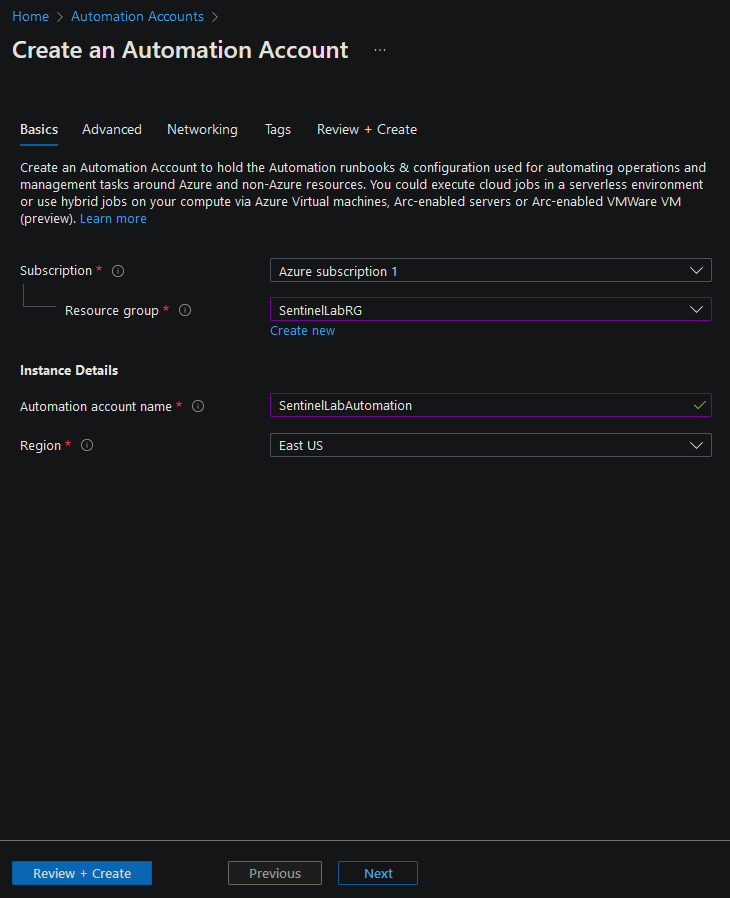 Home > Automation Accounts >
Create an Automation Account ...
Basics Advanced Networking Tags Review + Create
Create an Automation Account to hold the Automation runbooks & configuration used for automating operations and
management tasks around Azure and non-Azure resources. You could execute cloud jobs in a serverless environment
or use hybrid jobs on your compute via Azure Virtual machines, Arc-enabled servers or Arc-enabled VMWare VM
(preview). Learn more
Subscription * Azure subscription 1
Resource group * SentinelLabRG
Create new
Instance Details
Automation account name * SentinelLabAutomation
Region * East US
Review + Create Previous Next